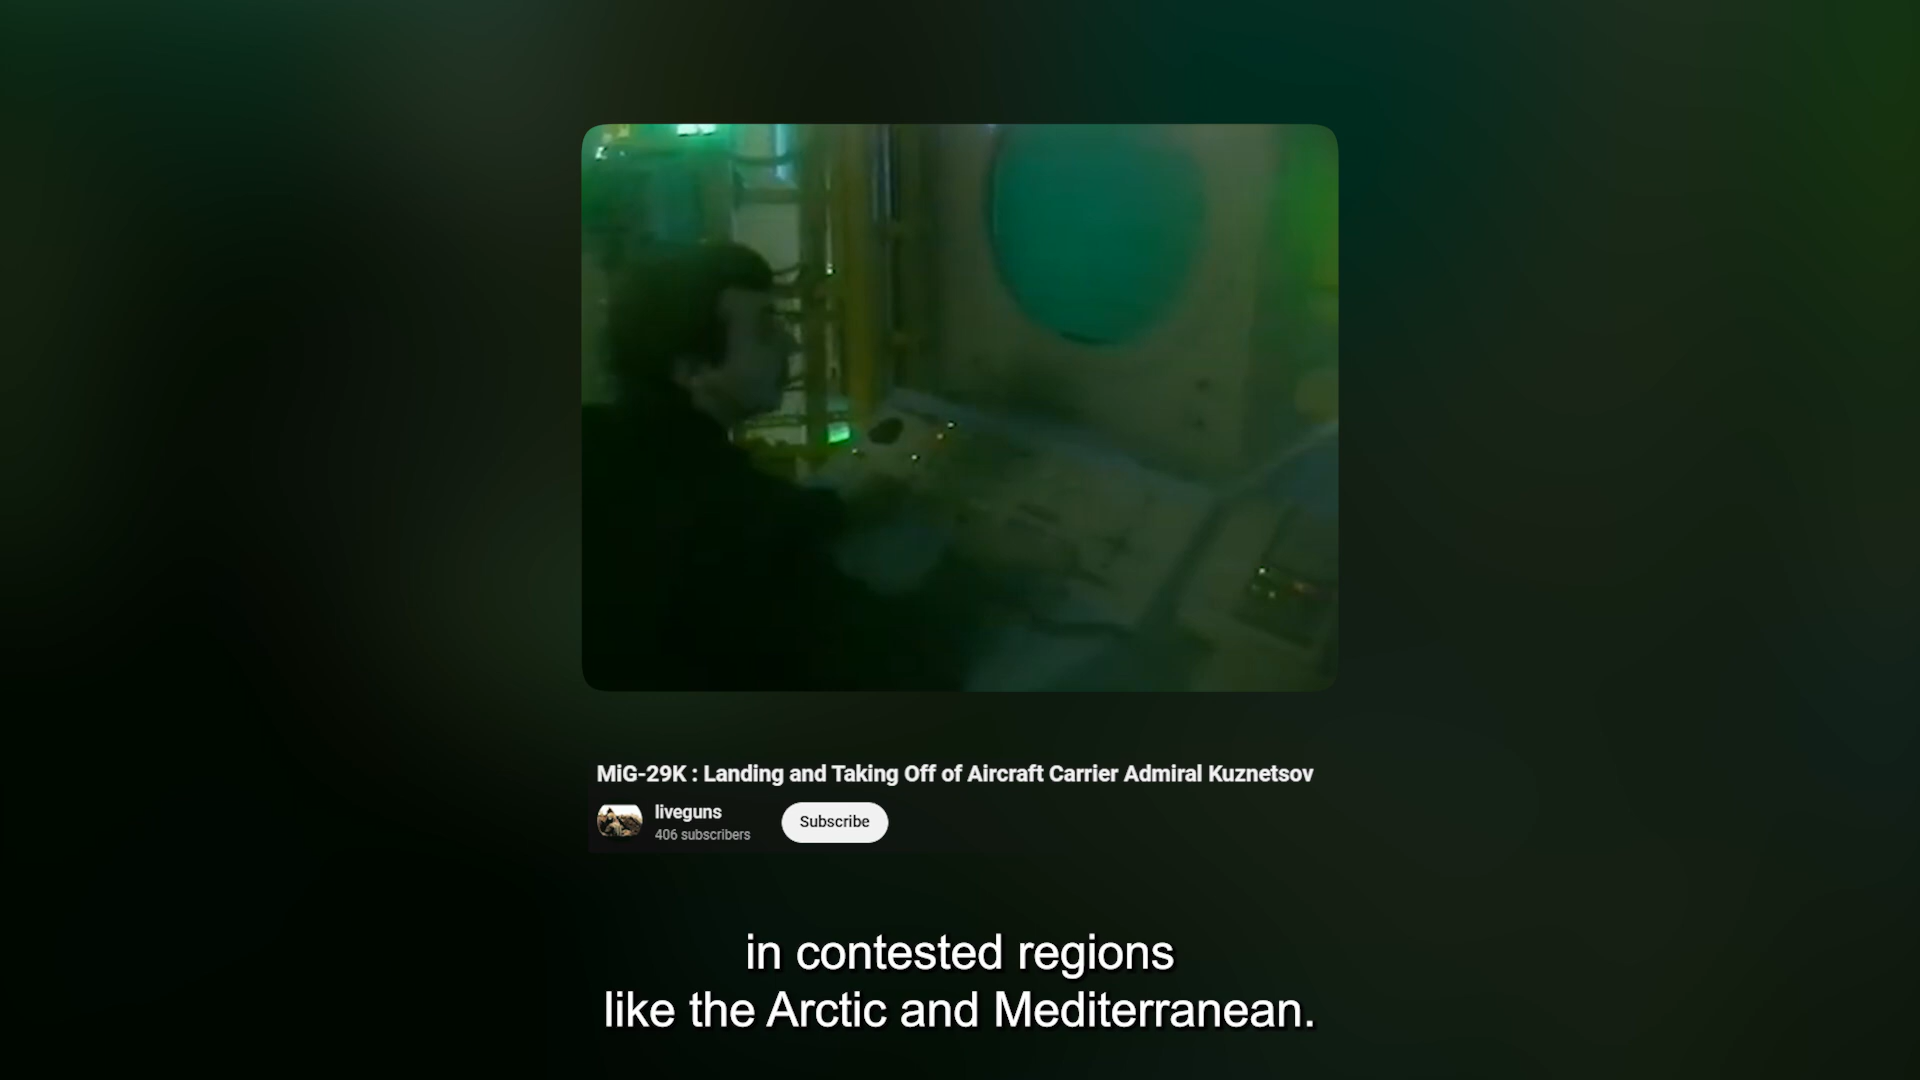 MiG-29K : Landing and Taking Off of Aircraft Carrier Admiral Kuznetsov
liveguns
406 subscribers
Subscribe
in contested regions
like the Arctic and Mediterranean.